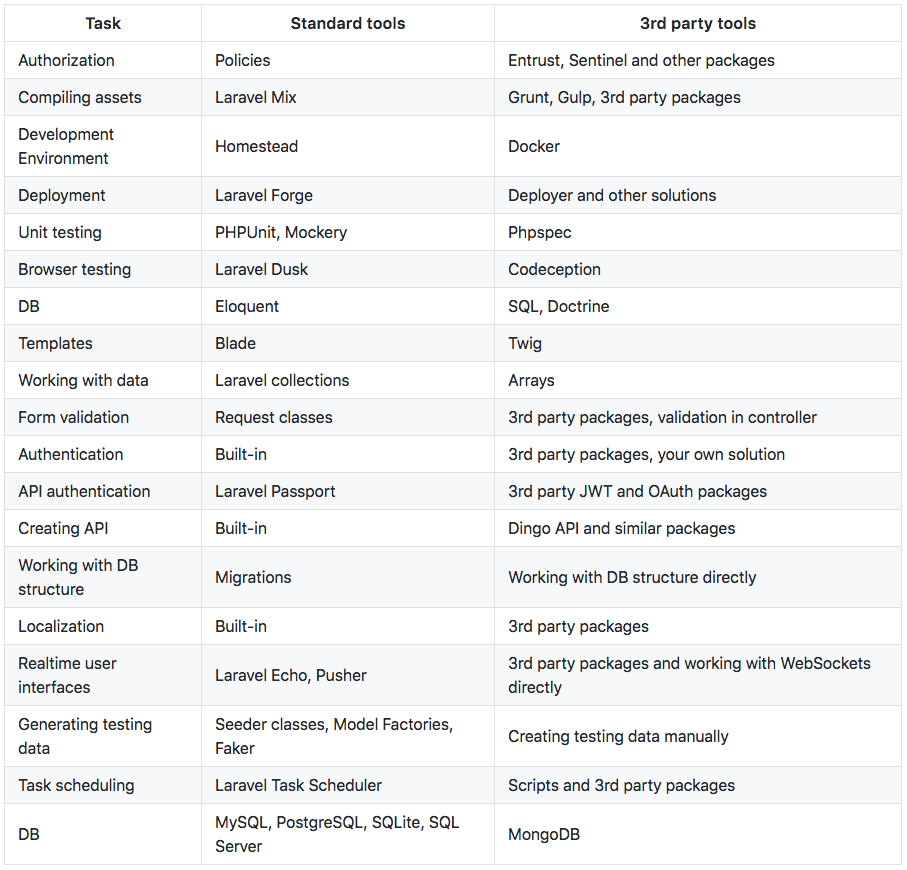 Task Standard tools 3rd party tools
Authorization Policies Entrust, Sentinel and other packages
Compiling assets Laravel Mix Grunt, Gulp, 3rd party packages
Development
Environment
Homestead Docker
Deployment Laravel Forge Deployer and other solutions
Unit testing PHPUnit, Mockery Phpspec
Browser testing Laravel Dusk Codeception
DB Eloquent SQL, Doctrine
Templates Blade Twig
Working with data Laravel collections Arrays
Form validation Request classes 3rd party packages, validation in controller
Authentication Built-in 3rd party packages, your own solution
API authentication Laravel Passport 3rd party JWT and OAuth packages
Creating API Built-in Dingo API and similar packages
Working with DB
structure
Migrations Working with DB structure directly
Localization Built-in 3rd party packages
Realtime user
interfaces
Laravel Echo, Pusher
3rd party packages and working with WebSockets
directly
Generating testing
data
Seeder classes, Model Factories,
Faker
Creating testing data manually
Task scheduling Laravel Task Scheduler Scripts and 3rd party packages
DB
MySQL, PostgreSQL, SQLite, SQL
Server
MongoDB